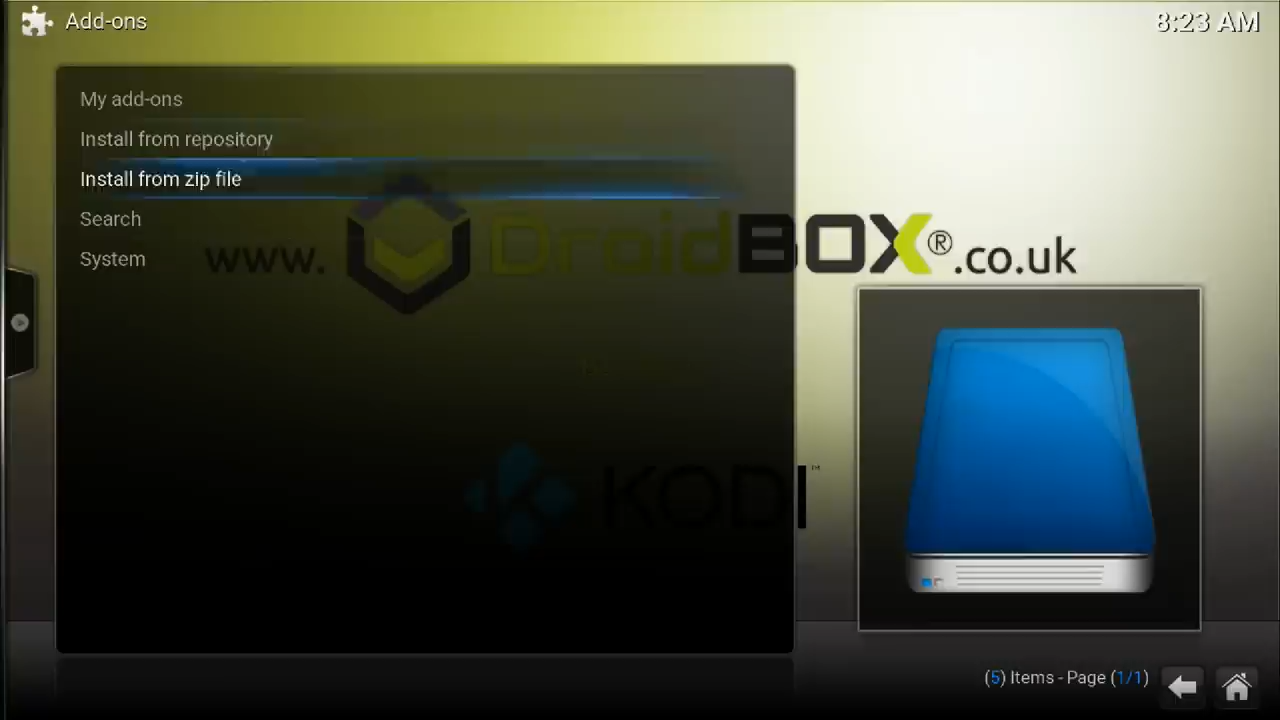 Add-ons
8:23 AM
My add-ons
Install from repository
Install from zip file
Search
System
www. DroidBOX® .co.uk
KODI™
(5) Items - Page (1/1)